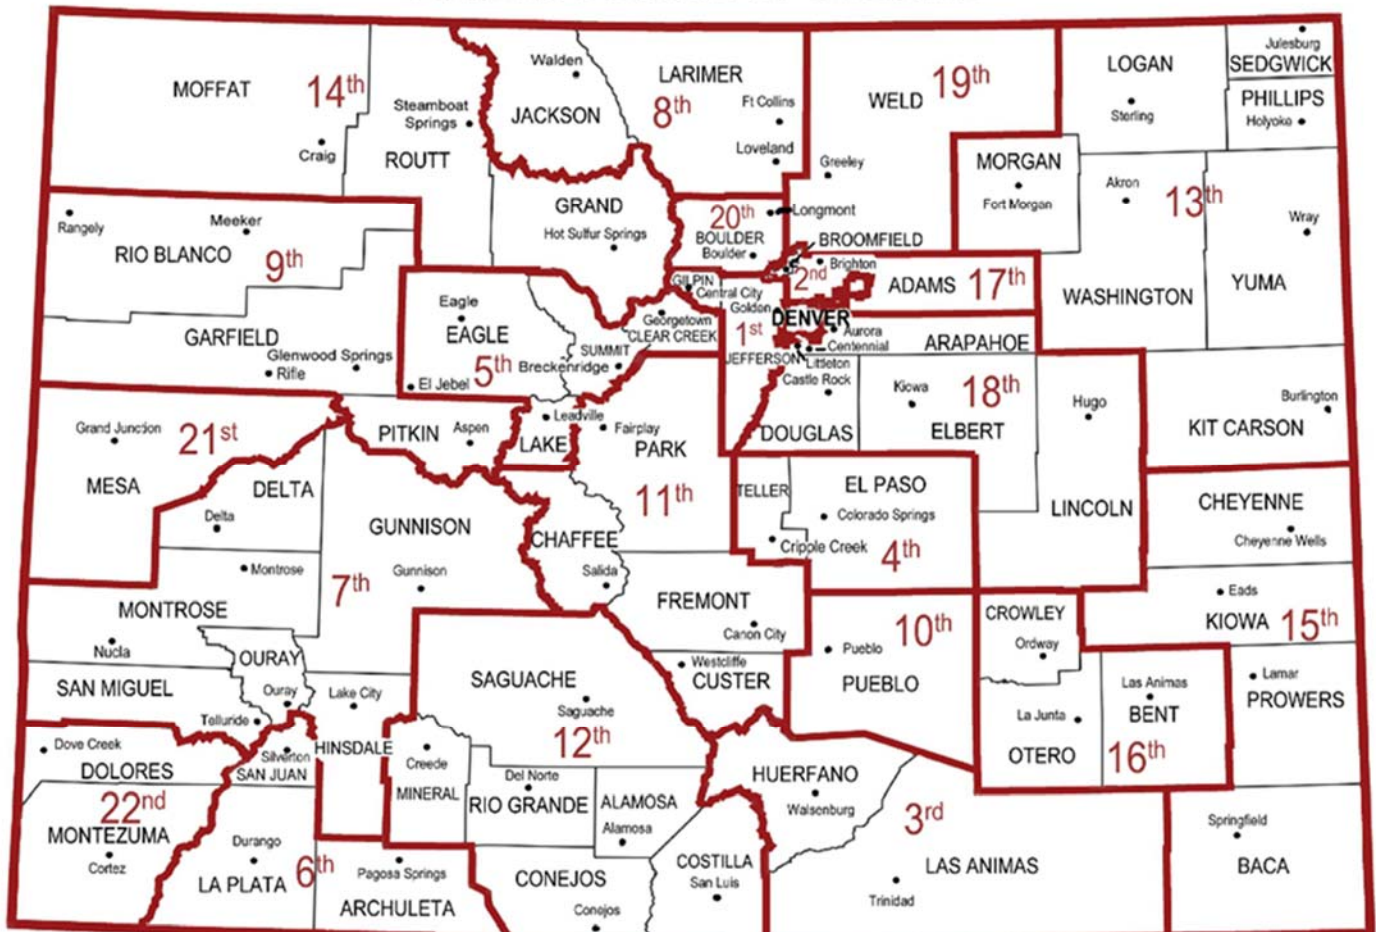 MOFFAT
14th
Craig
Steamboat
Springs
ROUTT
Walden
JACKSON
LARIMER
8th
Ft Collins
Loveland
WELD
19th
Greeley
LOGAN
Sterling
Julesburg
SEDGWICK
PHILLIPS
Holyoke
MORGAN
Fort Morgan
Akron
13th
Wray
YUMA
WASHINGTON
Rangely
Meeker
RIO BLANCO
9th
GARFIELD
Glenwood Springs
Rifle
GRAND
Hot Sulfur Springs
20th
Longmont
BOULDER
Boulder
BROOMFIELD
2nd
Brighton
ADAMS
17th
GILPIN
Central City
Golden
DENVER
Georgetown
CLEAR CREEK
1st
JEFFERSON
Aurora
Centennial
Littleton
Castle Rock
ARAPAHOE
Eagle
EAGLE
5th
El Jebel
SUMMIT
Breckenridge
DOUGLAS
Kiowa
18th
ELBERT
Hugo
LINCOLN
Burlington
KIT CARSON
Grand Junction
21st
MESA
PITKIN
Aspen
Leadville
LAKE
Fairplay
PARK
11th
DELTA
Delta
GUNNISON
Gunnison
7th
Montrose
MONTROSE
Nucla
CHAFFEE
Salida
TELLER
EL PASO
Colorado Springs
Cripple Creek
4th
CHEYENNE
Cheyenne Wells
Eads
KIOWA
15th
FREMONT
Canon City
Westcliffe
CUSTER
10th
Pueblo
PUEBLO
CROWLEY
Ordway
La Junta
OTERO
Las Animas
BENT
16th
Lamar
PROWERS
OURAY
Ouray
SAN MIGUEL
Telluride
Lake City
HINSDALE
SAGUACHE
Saguache
12th
Dove Creek
DOLORES
22nd
MONTEZUMA
Cortez
Silverton
SAN JUAN
Creede
MINERAL
Del Norte
RIO GRANDE
ALAMOSA
Alamosa
HUERFANO
Walsenburg
3rd
LAS ANIMAS
Trinidad
Springfield
BACA
Durango
LA PLATA
6th
Pagosa Springs
ARCHULETA
CONEJOS
Conejos
COSTILLA
San Luis